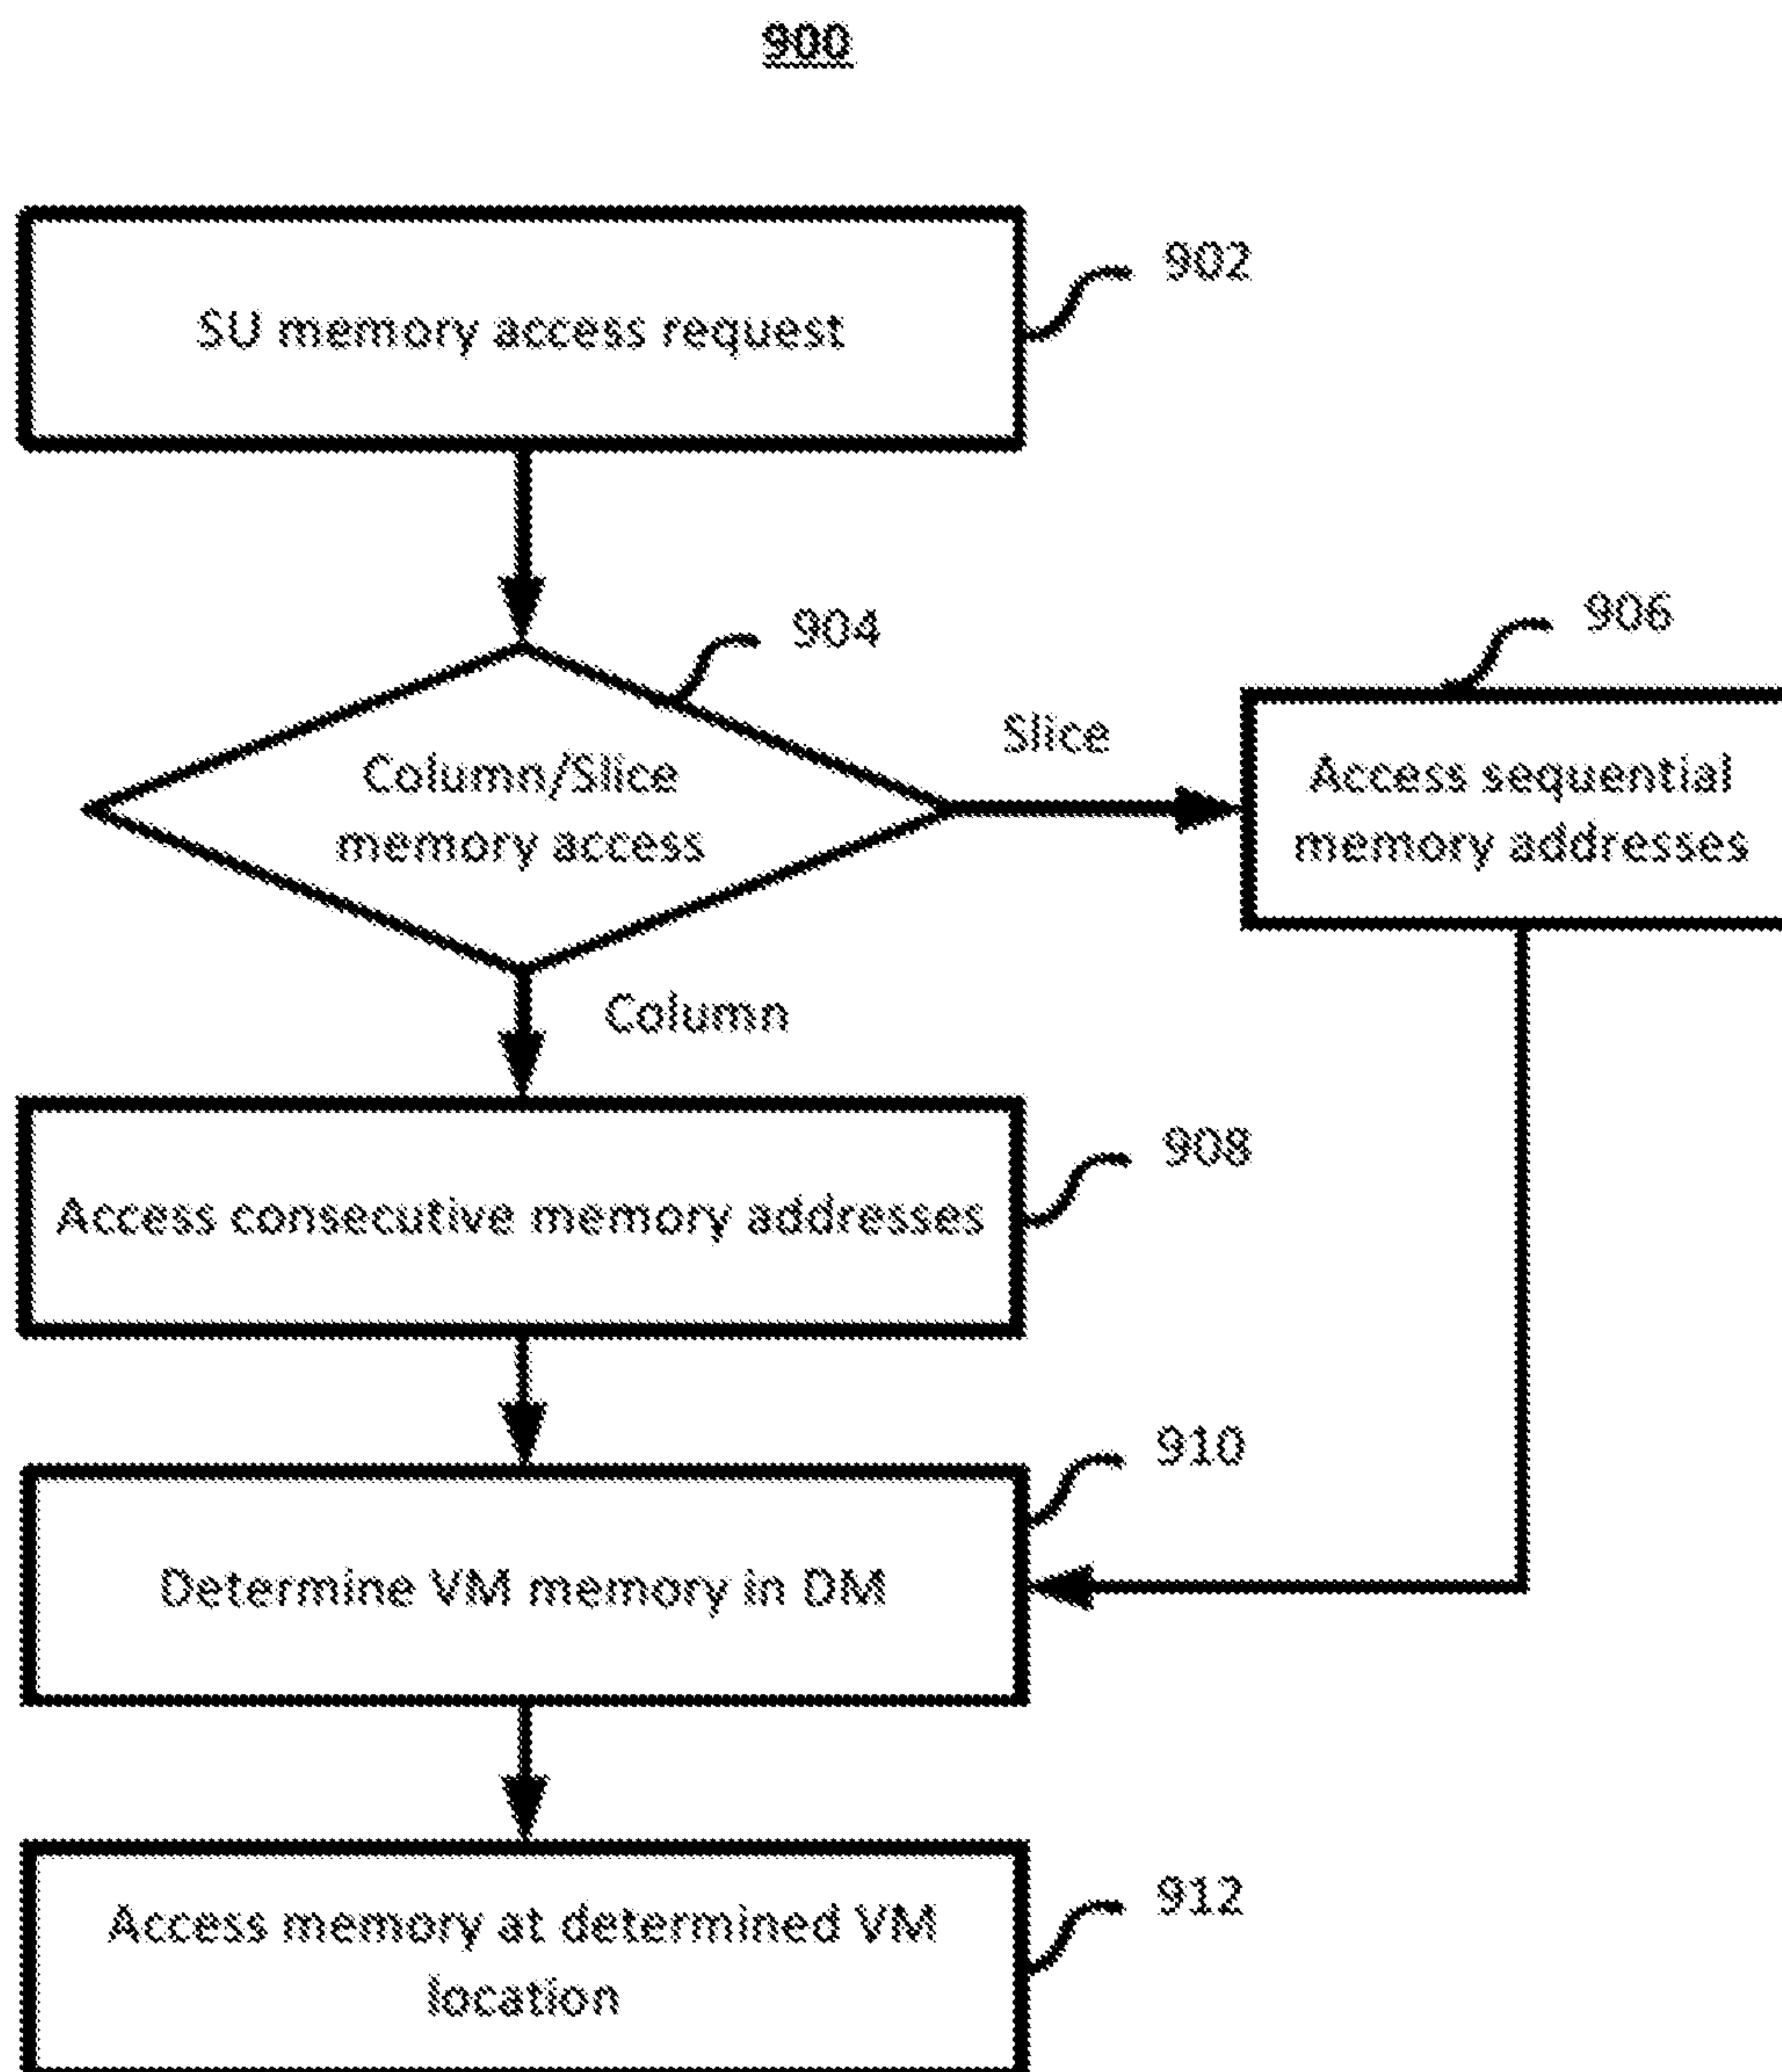 900
SU memory access request
902
904
Column/Slice
memory access
Slice
906
Access sequential
memory addresses
Column
Access consecutive memory addresses
908
Determine VM memory in DM
910
Access memory at determined VM
location
912